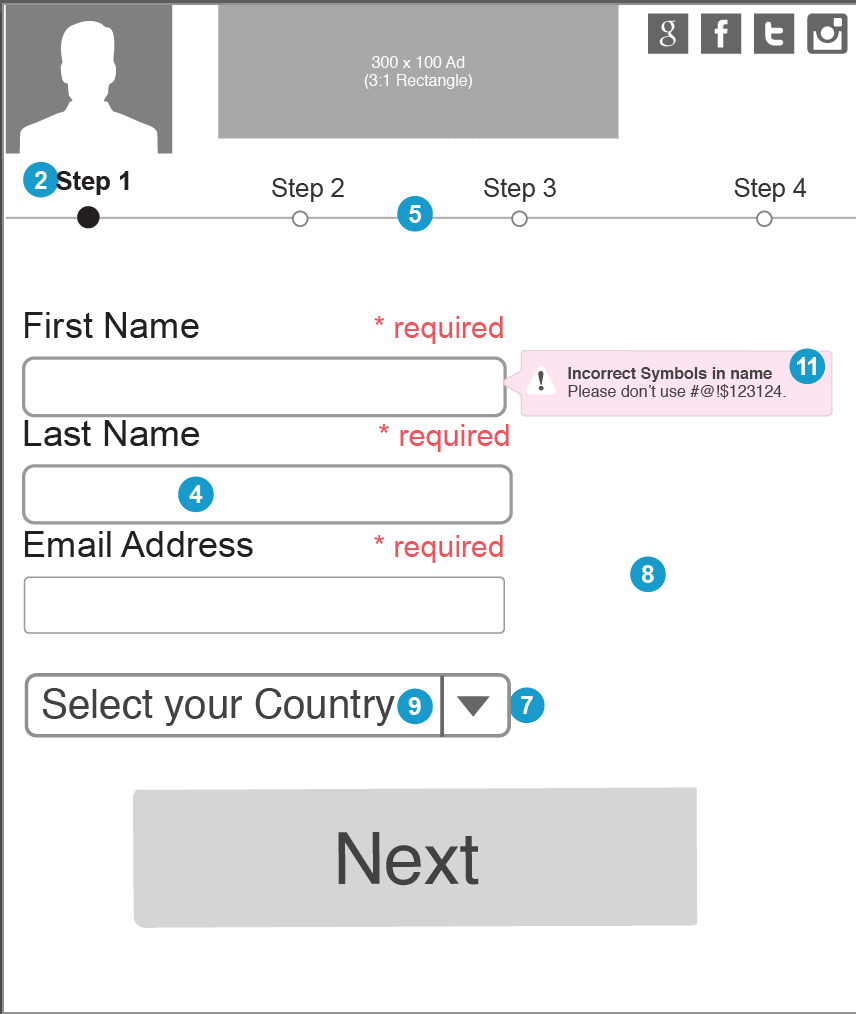 300 x 100 Ad
(3:1 Rectangle)
g f t
2 Step 1
Step 2
Step 3
Step 4
5
First Name * required
Incorrect Symbols in name 11
Please don't use #@!$123124.
Last Name * required
4
Email Address * required
8
Select your Country 9 7
Next